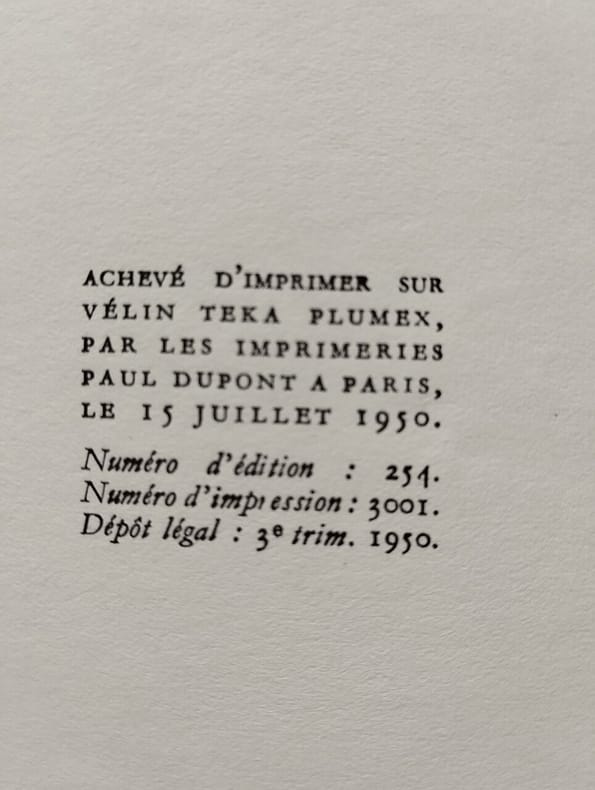 ACHEVÉ D'IMPRIMER SUR
VÉLIN TEKA PLUMEX,
PAR LES IMPRIMERIES
PAUL DUPONT A PARIS,
LE 15 JUILLET 1950.
Numéro d'édition : 254.
Numéro d'impression : 3001.
Dépôt légal : 3e trim. 1950.